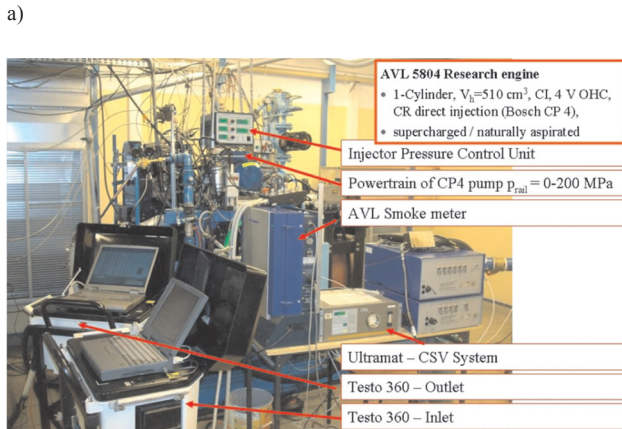 a)
AVL 5804 Research engine
• 1-Cylinder, Vh=510 cm³, CI, 4 V OHC,
CR direct injection (Bosch CP 4),
• supercharged / naturally aspirated
Injector Pressure Control Unit
Powertrain of CP4 pump prail = 0-200 MPa
AVL Smoke meter
Ultramat – CSV System
Testo 360 – Outlet
Testo 360 – Inlet